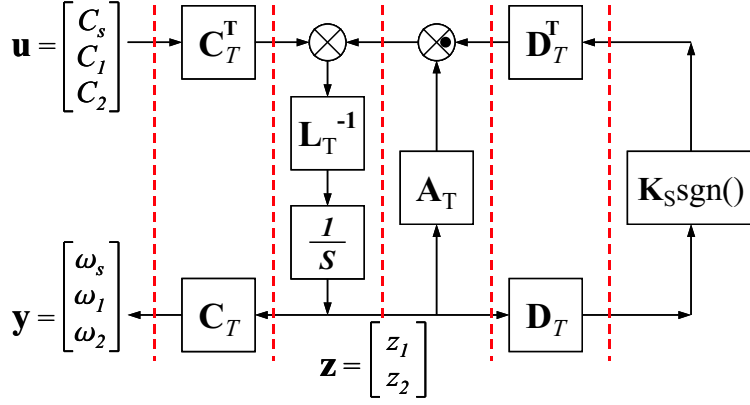 u = [C_s C_1 C_2]
C_T^T
D_T^T
L_T^-1
A_T
K_S sgn()
1/S
y = [ω_s ω_1 ω_2]
C_T
D_T
z = [z_1 z_2]